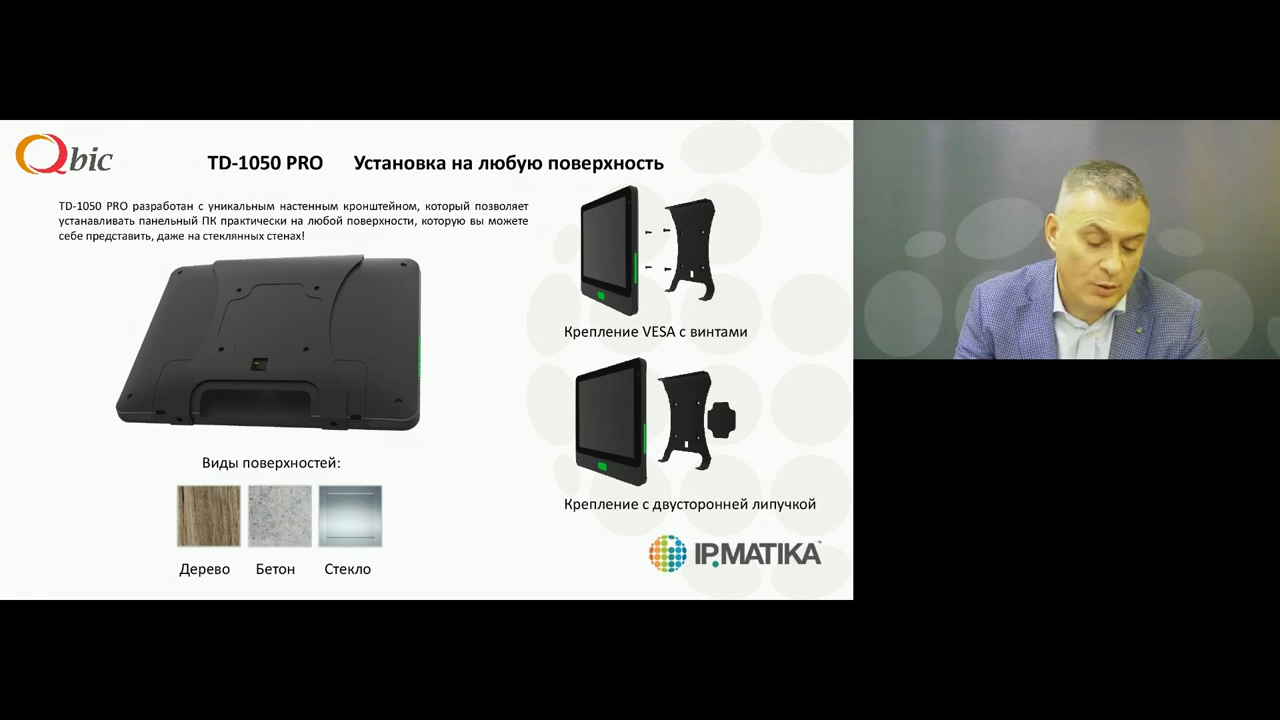 Qbic
TD-1050 PRO Установка на любую поверхность
TD-1050 PRO разработан с уникальным настенным кронштейном, который позволяет
устанавливать панельный ПК практически на любой поверхности, которую вы можете
себе представить, даже на стеклянных стенах!
Крепление VESA с винтами
Крепление с двусторонней липучкой
Виды поверхностей:
Дерево Бетон Стекло
IPMATIKA™